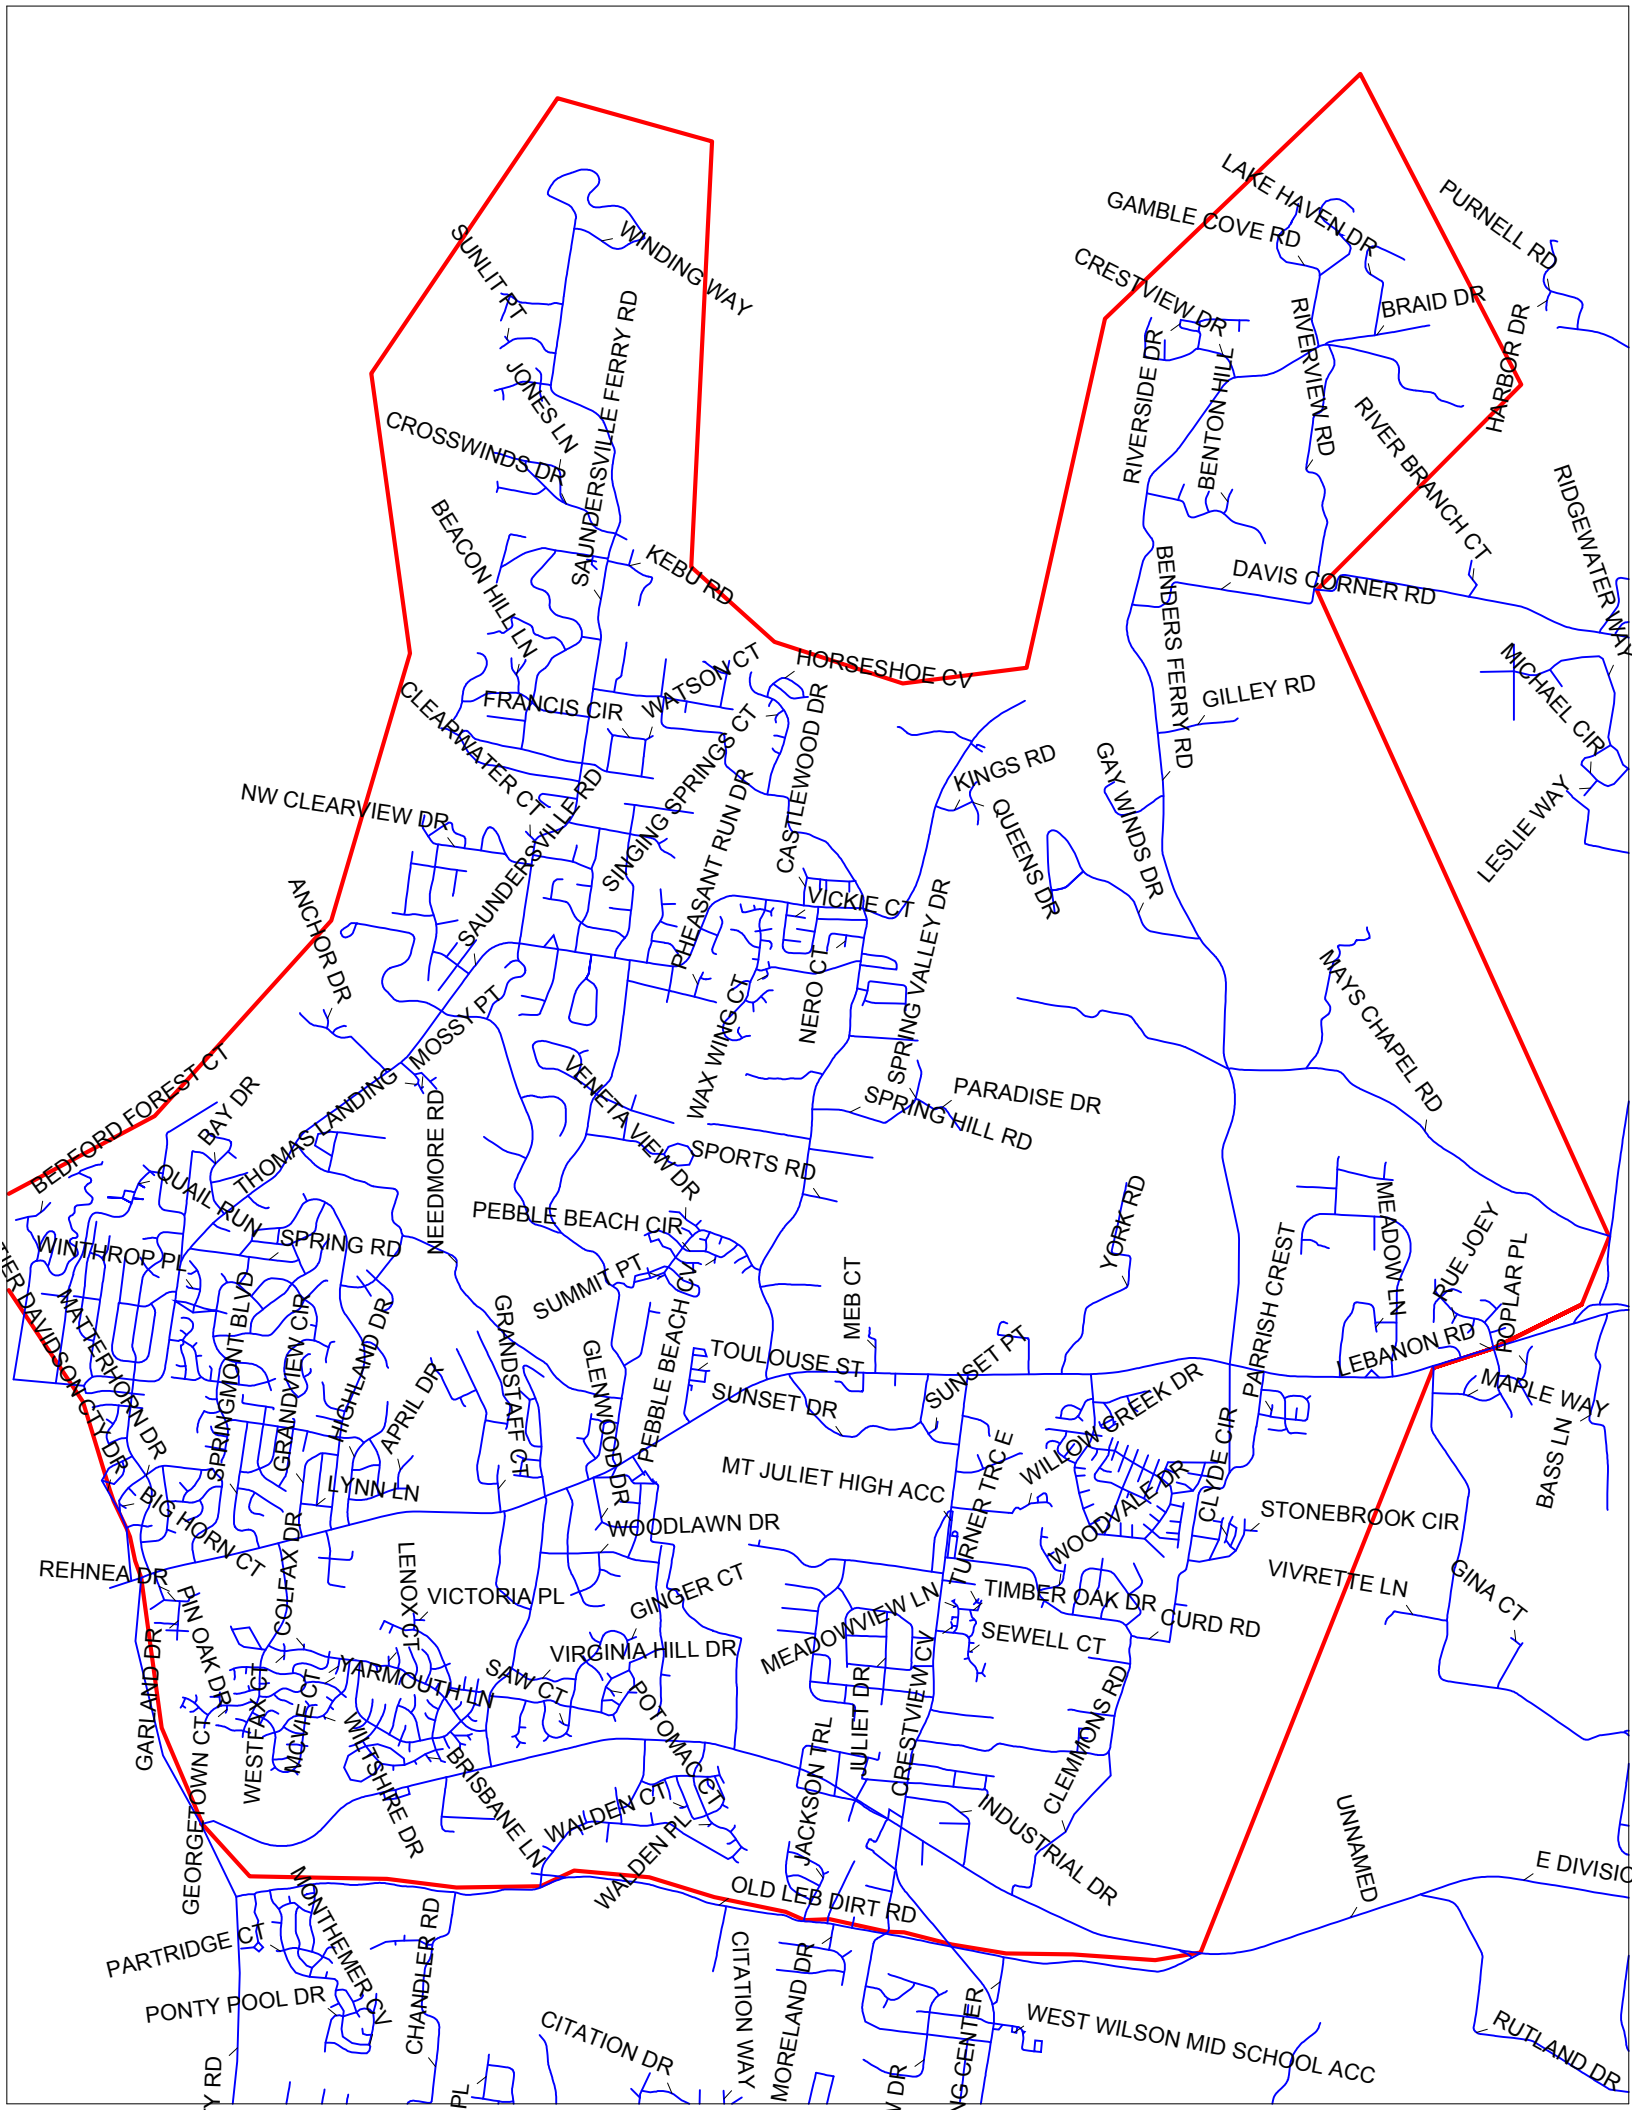 LAKE HAVEN DR
PURNELL RD
GAMBLE COVE RD
SUNLIT PT
WINDING WAY
CRESTVIEW DR
BRAID DR
HARBOR DR
RIVERVIEW RD
SAUNDERSVILLE FERRY RD
RIVERSIDE DR
BENTON HILL
JONES LN
CROSSWINDS DR
RIVER BRANCH CT
RIDGEWATER WAY
BEACON HILL LN
KEBU RD
DAVIS CORNER RD
BENDERS FERRY RD
WATSON CT
HORSESHOE CV
MICHAEL CIR
GILLEY RD
FRANCIS CIR
CLEARWATER CT
CASTLEWOOD DR
SINGING SPRINGS CT
KINGS RD
GAY WINDS DR
NW CLEARVIEW DR
SAUNDERSVILLE RD
PHEASANT RUN DR
QUEENS DR
LESLIE WAY
ANCHOR DR
VICKIE CT
SPRING VALLEY DR
NERO CT
MAYS CHAPEL RD
WAX WING CT
MOSSY PT
VENETA VIEW DR
BEDFORD FOREST CT
BAY DR
THOMAS LANDING
NEEDMORE RD
PARADISE DR
SPRING HILL RD
SPORTS RD
QUAIL RUN
PEBBLE BEACH CIR
YORK RD
MEADOW LN
RUE JOEY
POPLAR PL
WINTHROP PL
SPRING RD
SUMMIT PT
PARRISH CREST
MEB CT
DAVIDSON CTY DR
MATTERHORN DR
SPRINGMONT BLVD
GRANDVIEW CIR
HIGHLAND DR
APRIL DR
GRANDSTAFF CT
GLENWOOD DR
PEBBLE BEACH CV
TOULOUSE ST
SUNSET DR
SUNSET PT
LEBANON RD
MAPLE WAY
BASS LN
WILLOW CREEK DR
CLYDE CIR
TURNER TRC E
MT JULIET HIGH ACC
WOODVALE DR
STONEBROOK CIR
LYNN LN
BIG HORN CT
COLFAX DR
WOODLAWN DR
REHNEA DR
LENOX CT
VICTORIA PL
GINGER CT
VIVRETTE LN
GINA CT
TIMBER OAK DR
CURD RD
MEADOWVIEW LN
SEWELL CT
PIN OAK DR
VIRGINIA HILL DR
SAW CT
YARMOUTH LN
GARLAND DR
WESTFAX CT
MCVIE CT
WILTSHIRE DR
BRISBANE LN
POTOMAC CT
JACKSON TRL
JULIET DR
CRESTVIEW CV
CLEMMONS RD
GEORGETOWN CT
WALDEN CT
WALDEN PL
INDUSTRIAL DR
UNNAMED
E DIVISIO
OLD LEB DIRT RD
MONTHEMER CV
PARTRIDGE CT
CHANDLER RD
PONTY POOL DR
CITATION DR
CITATION WAY
MORELAND DR
WEST WILSON MID SCHOOL ACC
RUTLAND DR
Y RD
PL
DR
NG CENTER